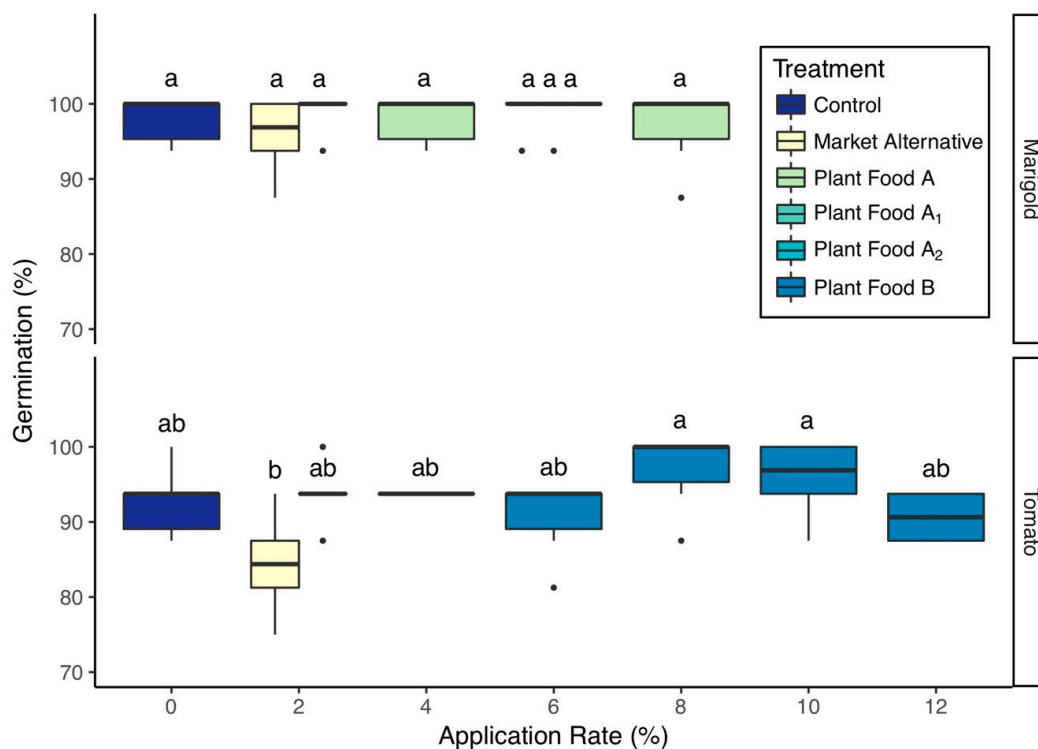 a a a a a a a a
100
90
80
70
Treatment
Control
Market Alternative
Plant Food A
Plant Food A₁
Plant Food A₂
Plant Food B
Marigold
Germination (%)
ab b ab ab ab a a ab
100
90
80
70
Tomato
0 2 4 6 8 10 12
Application Rate (%)